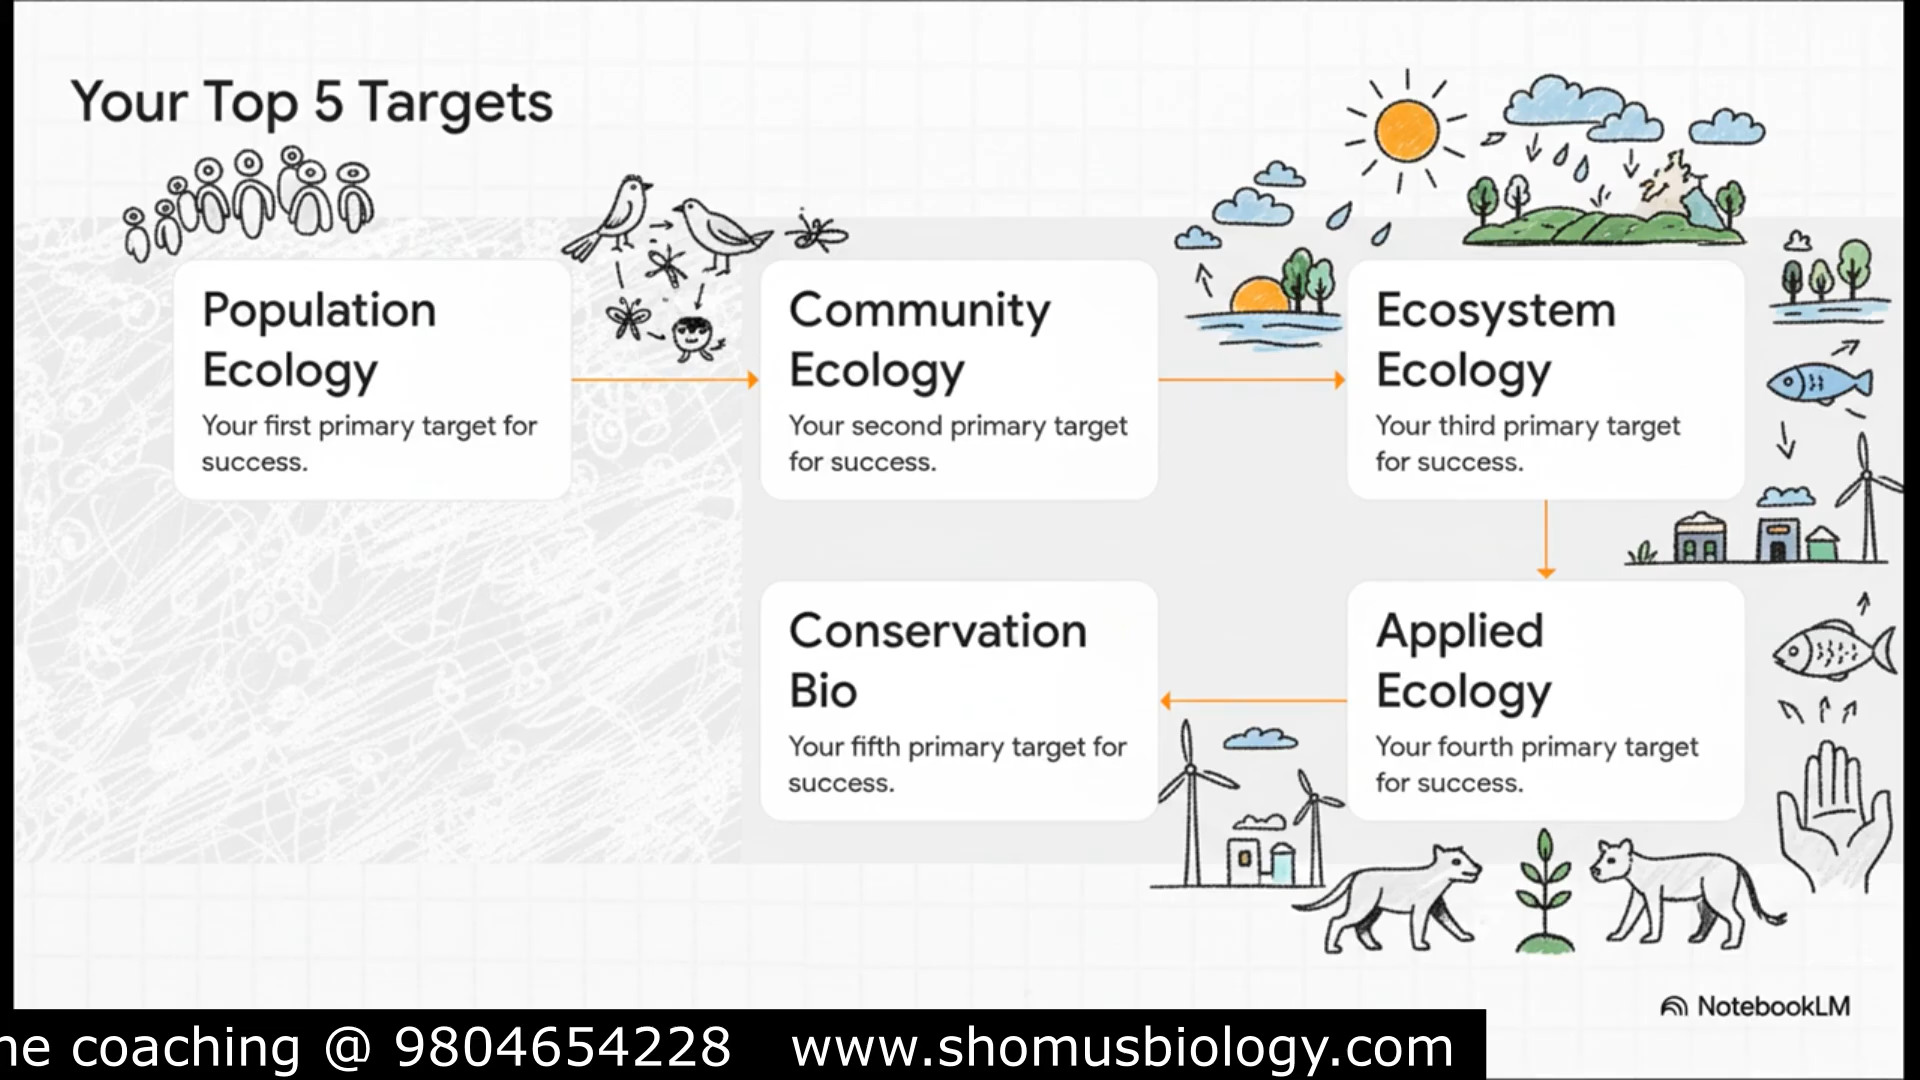 Your Top 5 Targets
Population
Ecology
Your first primary target for
success.
Community
Ecology
Your second primary target
for success.
Ecosystem
Ecology
Your third primary target
for success.
Applied
Ecology
Your fourth primary target
for success.
Conservation
Bio
Your fifth primary target for
success.
NotebookLM
coaching @ 9804654228 www.shomusbiology.com